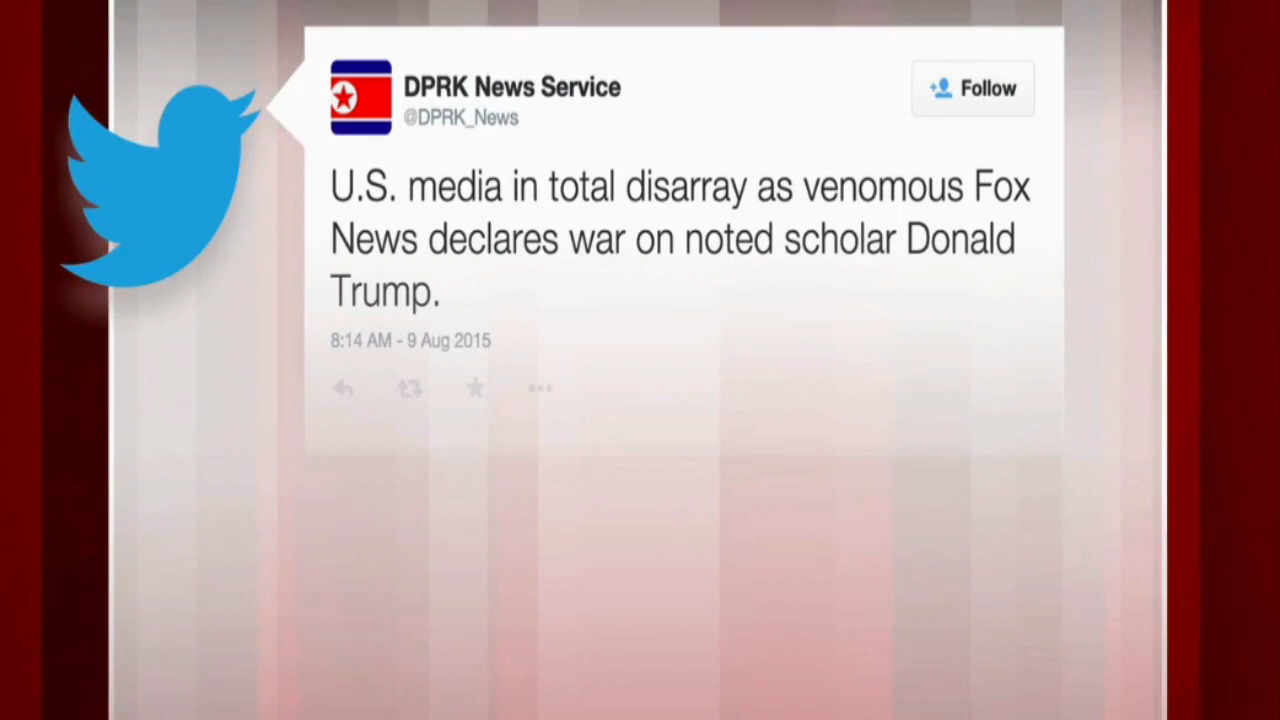 DPRK News Service
@DPRK_News
Follow
U.S. media in total disarray as venomous Fox
News declares war on noted scholar Donald
Trump.
8:14 AM - 9 Aug 2015